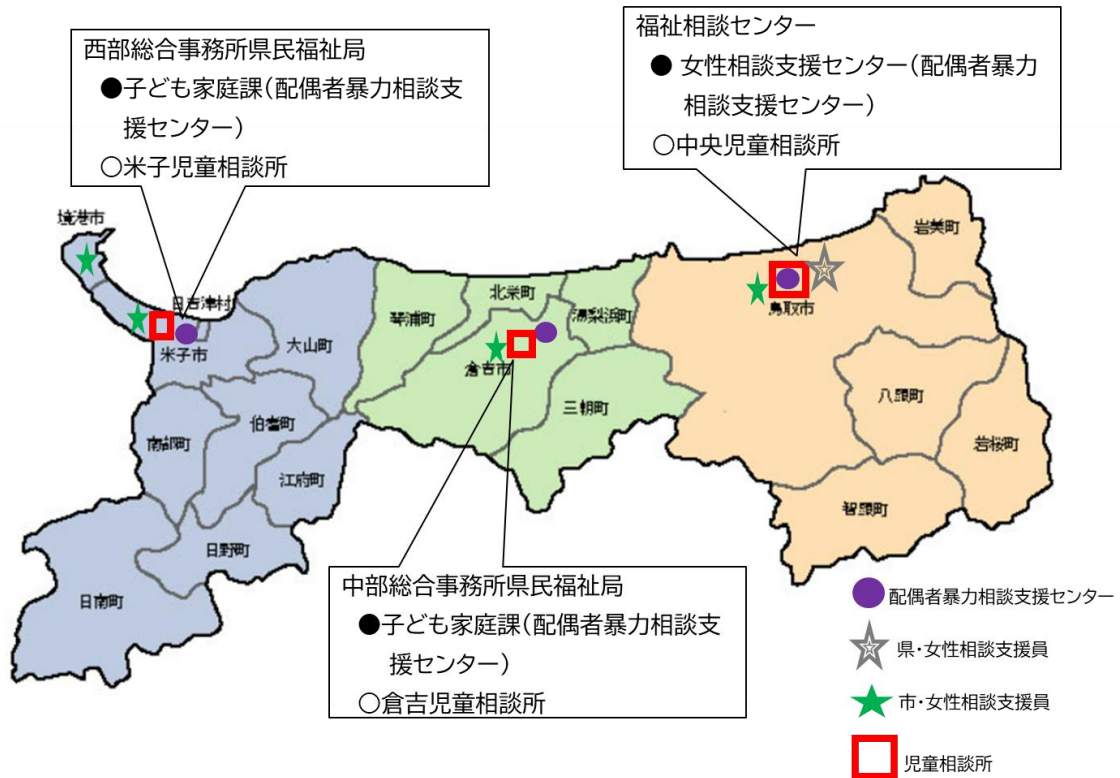 西部総合事務所県民福祉局
●子ども家庭課(配偶者暴力相談支
援センター)
○米子児童相談所
福祉相談センター
● 女性相談支援センター(配偶者暴力
相談支援センター)
○中央児童相談所
境港市
日吉津村
米子市
大山町
南部町
伯耆町
江府町
日野町
日南町
琴浦町
北栄町
湯梨浜町
倉吉市
三朝町
鳥取市
岩美町
八頭町
若桜町
智頭町
中部総合事務所県民福祉局
●子ども家庭課(配偶者暴力相談支
援センター)
○倉吉児童相談所
配偶者暴力相談支援センター
県・女性相談支援員
市・女性相談支援員
児童相談所